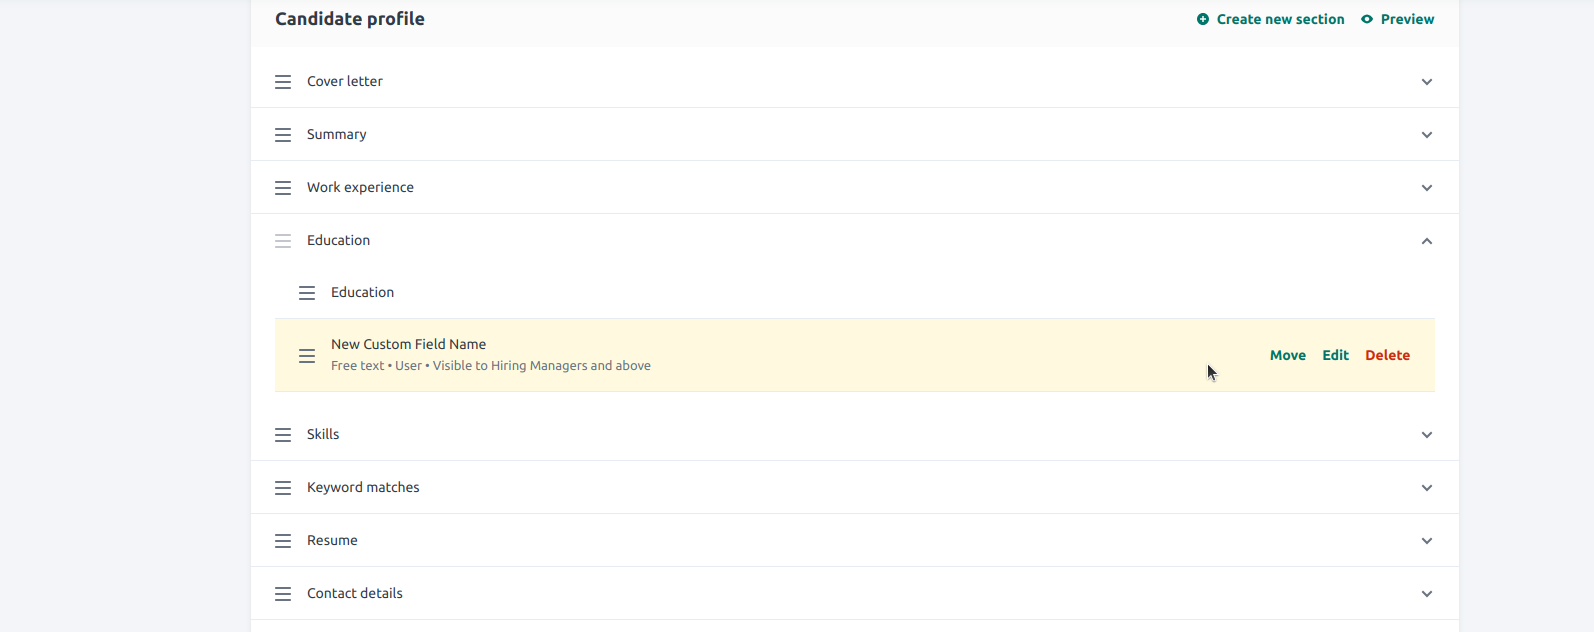 Candidate profile
Create new section
Preview
Cover letter
Summary
Work experience
Education
Education
New Custom Field Name
Free text • User • Visible to Hiring Managers and above
Move Edit Delete
Skills
Keyword matches
Resume
Contact details